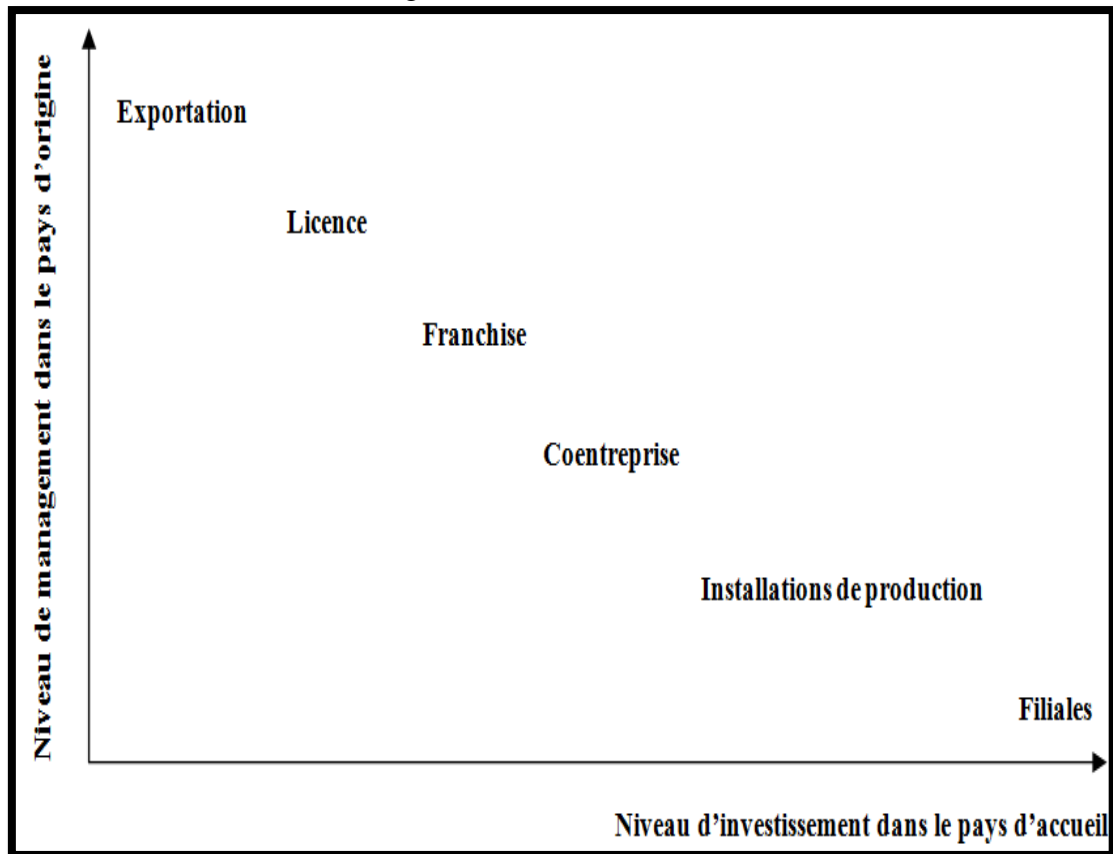 Niveau de management dans le pays d’origine
Exportation
Licence
Franchise
Coentreprise
Installations de production
Filiales
Niveau d’investissement dans le pays d’accueil